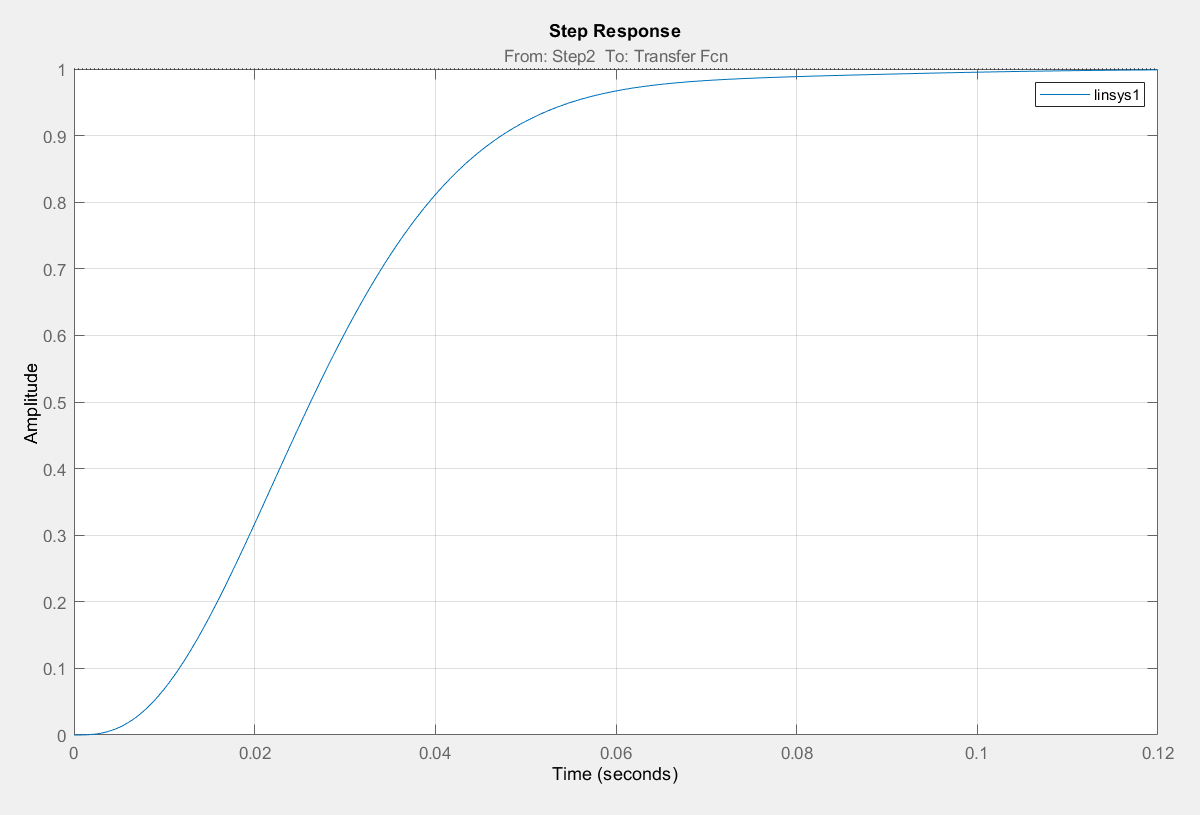 Step Response
From: Step2  To: Transfer Fcn
linsys1
Amplitude
1
0.9
0.8
0.7
0.6
0.5
0.4
0.3
0.2
0.1
0
0 0.02 0.04 0.06 0.08 0.1 0.12
Time (seconds)